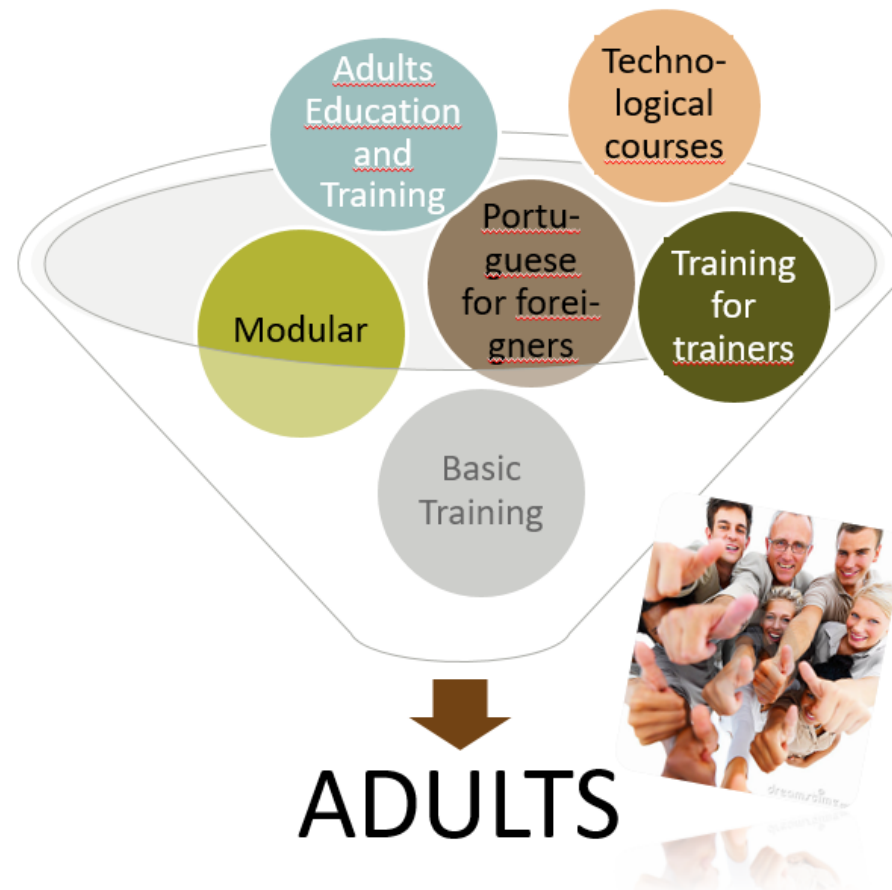 Adults
Education
and
Training
Techno-
logical
courses
Portu-
guese
for forei-
gners
Training
for
trainers
Modular
Basic
Training
ADULTS
dreamstime